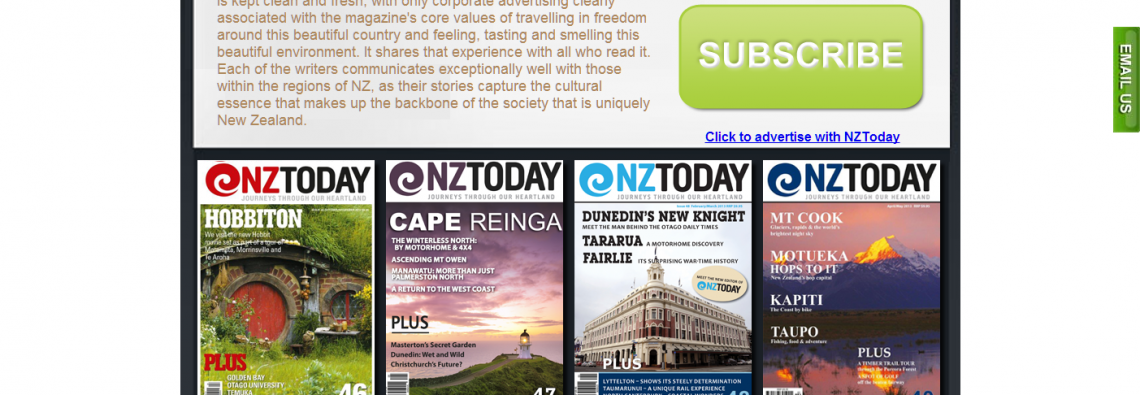 is kept clean and fresh, with only corporate advertising clearly
associated with the magazine's core values of travelling in freedom
around this beautiful country and feeling, tasting and smelling this
beautiful environment. It shares that experience with all who read it.
Each of the writers communicates exceptionally well with those
within the regions of NZ, as their stories capture the cultural
essence that makes up the backbone of the society that is uniquely
New Zealand.
SUBSCRIBE
Click to advertise with NZToday
EMAIL US
NZTODAY
JOURNEYS THROUGH OUR HEARTLAND
HOBBITON
We visit the new Hobbit
Matamata, Morrinsville and
Te Aroha
PLUS
GOLDEN BAY
OTAGO UNIVERSITY
TEMUKA
46
NZTODAY
JOURNEYS THROUGH OUR HEARTLAND
CAPE REINGA
THE WINTERLESS NORTH:
BY MOTORHOME & 4X4
ASCENDING MT OWEN
MANAWATU: MORE THAN JUST
PALMERSTON NORTH
A RETURN TO THE WEST COAST
PLUS
Masterton's Secret Garden
Dunedin: Wet and Wild
Christchurch's Future?
47
NZTODAY
JOURNEYS THROUGH OUR HEARTLAND
DUNEDIN'S NEW KNIGHT
MEET THE MAN BEHIND THE OTAGO DAILY TIMES
TARARUA A MOTORHOME DISCOVERY
FAIRLIE ITS SURPRISING WAR-TIME HISTORY
MEET THE NEW EDITOR OF
NZTODAY
PLUS
LYTTELTON - SHOWS ITS STEELY DETERMINATION
TAUMARUNUI - A UNIQUE RAIL EXPERIENCE
NZTODAY
JOURNEYS THROUGH OUR HEARTLAND
MT COOK
Glaciers, rapids & the world's
brightest night sky
MOTUEKA
HOPS TO IT
New Zealand's hop capital
KAPITI
The Coast by bike
TAUPO
Fishing, food & adventure
PLUS
A TIMBER TRAIL TOUR
through the Pureora Forest